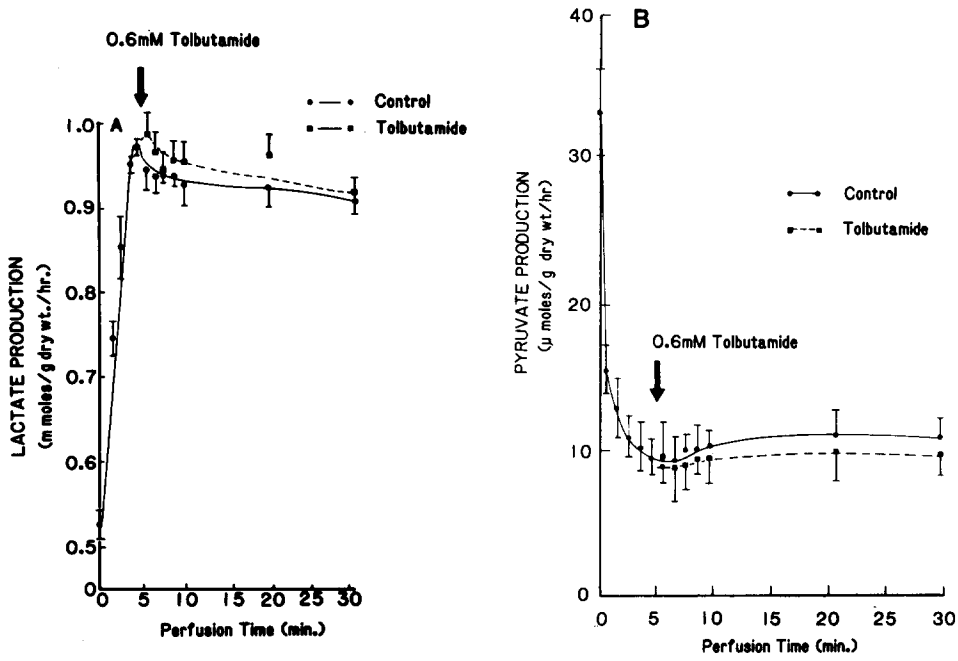 0.6mM Tolbutamide
Control
Tolbutamide
A
1.0
0.9
0.8
0.7
0.6
0.5
0
LACTATE PRODUCTION
(m moles/g dry wt./hr.)
0 5 10 15 20 25 30
Perfusion Time (min.)
B
40
30
20
10
0
PYRUVATE PRODUCTION
(µ moles/g dry wt/hr)
Control
Tolbutamide
0.6mM Tolbutamide
0 5 10 15 20 25 30
Perfusion Time (min.)